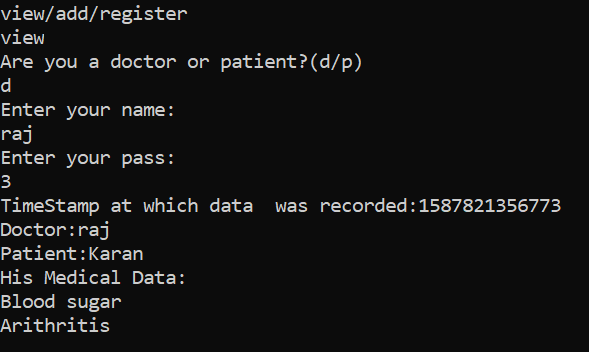 view/add/register
view
Are you a doctor or patient?(d/p)
d
Enter your name:
raj
Enter your pass:
3
TimeStamp at which data  was recorded:1587821356773
Doctor:raj
Patient:Karan
His Medical Data:
Blood sugar
Arithritis